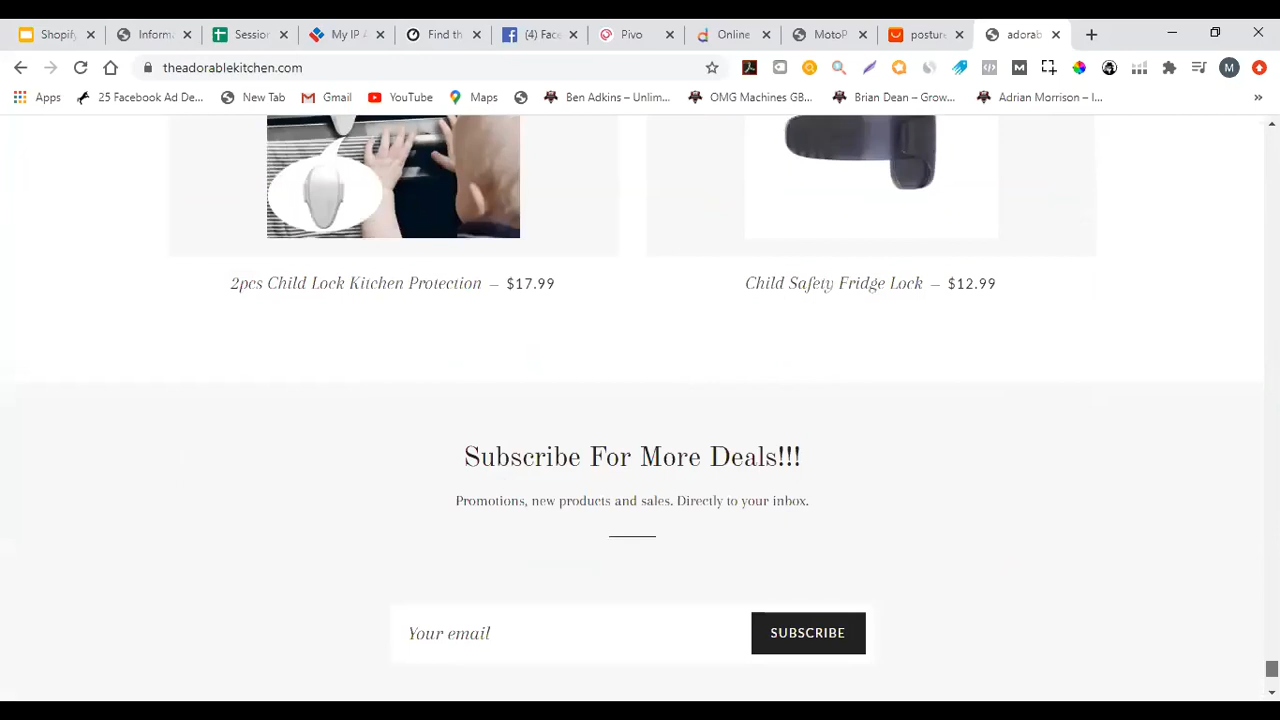 Shopify Inform Session My IP A Find th (4) Face Pivo Online MotoP posture adorab
theadorablekitchen.com M
Apps 25 Facebook Ad De... New Tab Gmail YouTube Maps Ben Adkins – Unlim... OMG Machines GB... Brian Dean – Grow... Adrian Morrison – I... »
2pcs Child Lock Kitchen Protection — $17.99 Child Safety Fridge Lock — $12.99
Subscribe For More Deals!!!
Promotions, new products and sales. Directly to your inbox.
Your email SUBSCRIBE